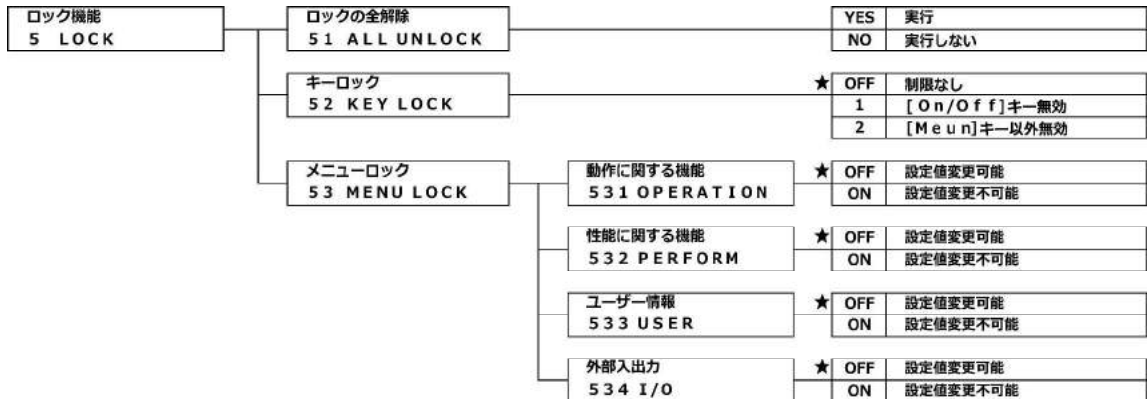 ロック機能
5 LOCK
ロックの全解除
51 ALL UNLOCK
YES 実行
NO 実行しない
キーロック
52 KEY LOCK
★ OFF 制限なし
1 [On/Off]キー無効
2 [Meun]キー以外無効
メニューロック
53 MENU LOCK
動作に関する機能
531 OPERATION
★ OFF 設定値変更可能
ON 設定値変更不可能
性能に関する機能
532 PERFORM
★ OFF 設定値変更可能
ON 設定値変更不可能
ユーザー情報
533 USER
★ OFF 設定値変更可能
ON 設定値変更不可能
外部入出力
534 I/O
★ OFF 設定値変更可能
ON 設定値変更不可能